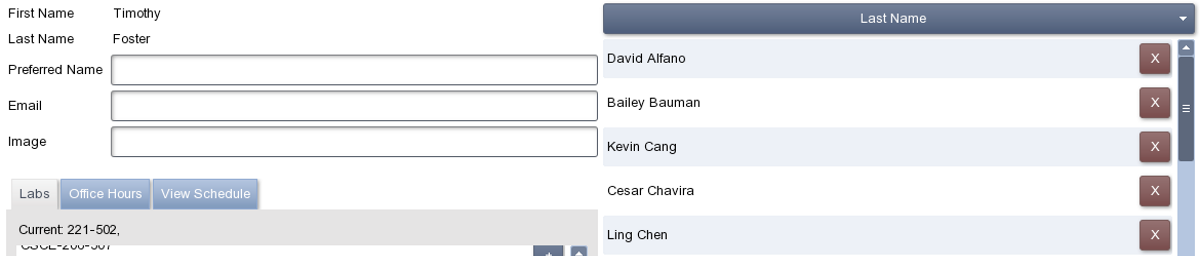 First Name Timothy
Last Name Foster
Preferred Name
Email
Image
Labs Office Hours View Schedule
Current: 221-502,
Last Name
David Alfano X
Bailey Bauman X
Kevin Cang X
Cesar Chavira X
Ling Chen X